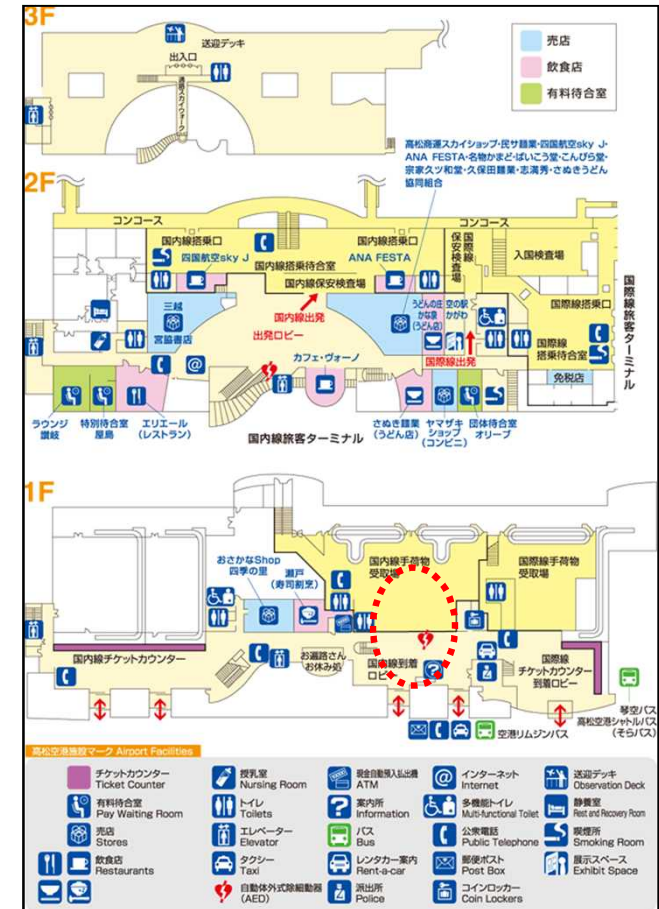 3F
送迎デッキ
出入口
通路スカイウォーク
売店
飲食店
有料待合室
高松商運スカイショップ・民サ麺業・四国航空sky J・
ANA FESTA・名物かまど・ばいこう堂・こんぴら堂・
宗家久ツ和堂・久保田麺業・志満秀・さぬきうどん
協同組合
2F
コンコース
コンコース
国内線搭乗口
四国航空sky J
国内線搭乗待合室
国内線搭乗口
ANA FESTA
国内線保安検査場
国際線
保安検査場
入国検査場
国際線搭乗口
国際線
搭乗待合室
国際線旅客ターミナル
三越
宮脇書店
国内線出発
出発ロビー
うどんの庄
かな泉
(うどん店)
空の駅
かがわ
国際線出発
カフェ・ヴォーノ
免税店
ラウンジ
讃岐
特別待合室
屋島
エリエール
(レストラン)
国内線旅客ターミナル
さぬき麺業
(うどん店)
ヤマザキ
ショップ
(コンビニ)
団体待合室
オリーブ
1F
おさかなShop
四季の里
瀬戸
(寿司割烹)
国内線手荷物
受取場
国際線手荷物
受取場
国内線チケットカウンター
お遍路さん
お休み処
国内線到着
ロビー
国際線
チケットカウンター
到着ロビー
空港リムジンバス
琴空バス
高松空港シャトルバス
(そらバス)
高松空港施設マーク Airport Facilities
チケットカウンター
Ticket Counter
授乳室
Nursing Room
現金自動預入払出機
ATM
インターネット
Internet
送迎デッキ
Observation Deck
有料待合室
Pay Waiting Room
トイレ
Toilets
案内所
Information
多機能トイレ
Multi-functional Toilet
静養室
Rest and Recovery Room
売店
Stores
エレベーター
Elevator
バス
Bus
公衆電話
Public Telephone
喫煙所
Smoking Room
飲食店
Restaurants
タクシー
Taxi
レンタカー案内
Rent-a-car
郵便ポスト
Post Box
展示スペース
Exhibit Space
自動体外式除細動器
(AED)
派出所
Police
コインロッカー
Coin Lockers